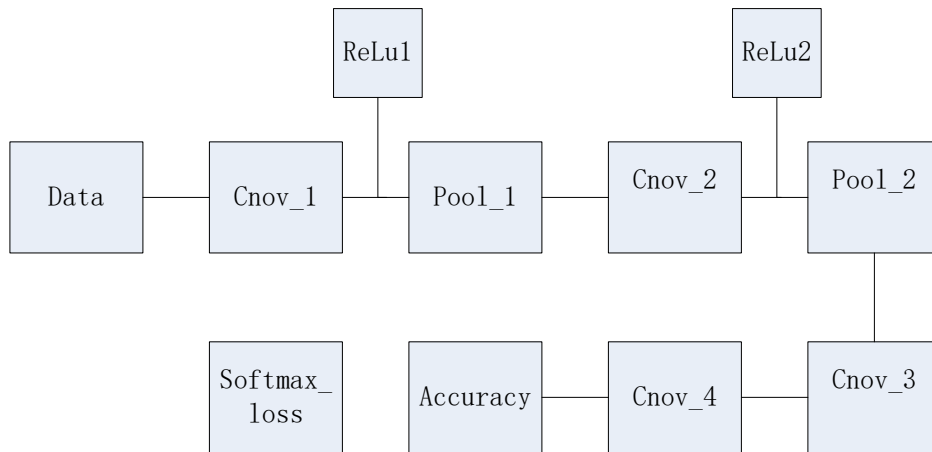 ReLu1
ReLu2
Data
Cnov_1
Pool_1
Cnov_2
Pool_2
Softmax_
loss
Accuracy
Cnov_4
Cnov_3